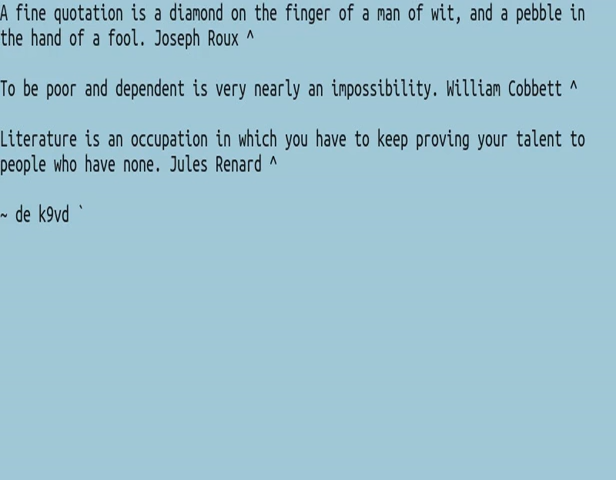 A fine quotation is a diamond on the finger of a man of wit, and a pebble in
the hand of a fool. Joseph Roux ^
To be poor and dependent is very nearly an impossibility. William Cobbett ^
Literature is an occupation in which you have to keep proving your talent to
people who have none. Jules Renard ^
~ de k9vd `